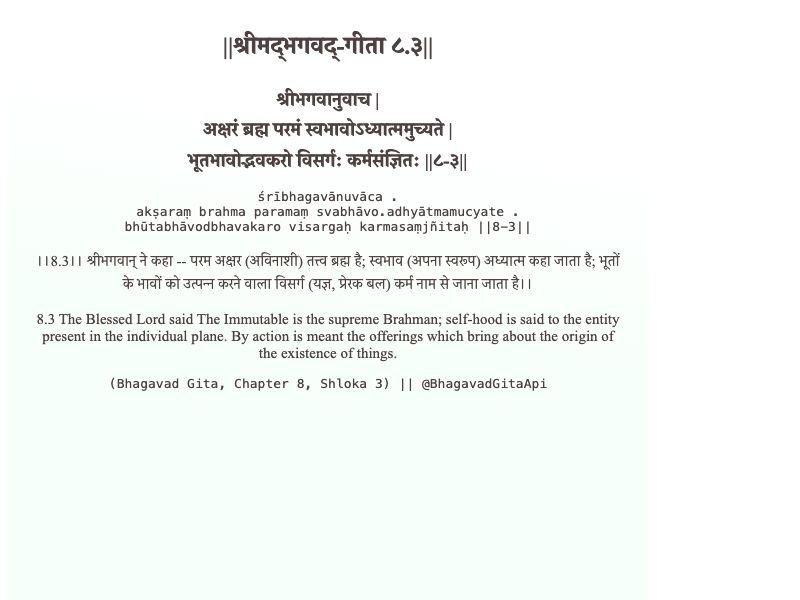 ||श्रीमद्‍भगवद्‍-गीता ८.३||
श्रीभगवानुवाच |
अक्षरं ब्रह्म परमं स्वभावोऽध्यात्ममुच्यते |
भूतभावोद्भवकरो विसर्गः कर्मसंज्ञितः ||८-३||
śrībhagavānuvāca .
akṣaraṃ brahma paramaṃ svabhāvo.adhyātmamucyate .
bhūtabhāvodbhavakaro visargaḥ karmasaṃjñitaḥ ||8-3||
।।8.3।। श्रीभगवान् ने कहा -- परम अक्षर (अविनाशी) तत्त्व ब्रह्म है; स्वभाव (अपना स्वरूप) अध्यात्म कहा जाता है; भूतों
के भावों को उत्पन्न करने वाला विसर्ग (यज्ञ, प्रेरक बल) कर्म नाम से जाना जाता है।।
8.3 The Blessed Lord said The Immutable is the supreme Brahman; self-hood is said to the entity
present in the individual plane. By action is meant the offerings which bring about the origin of
the existence of things.
(Bhagavad Gita, Chapter 8, Shloka 3) || @BhagavadGitaApi